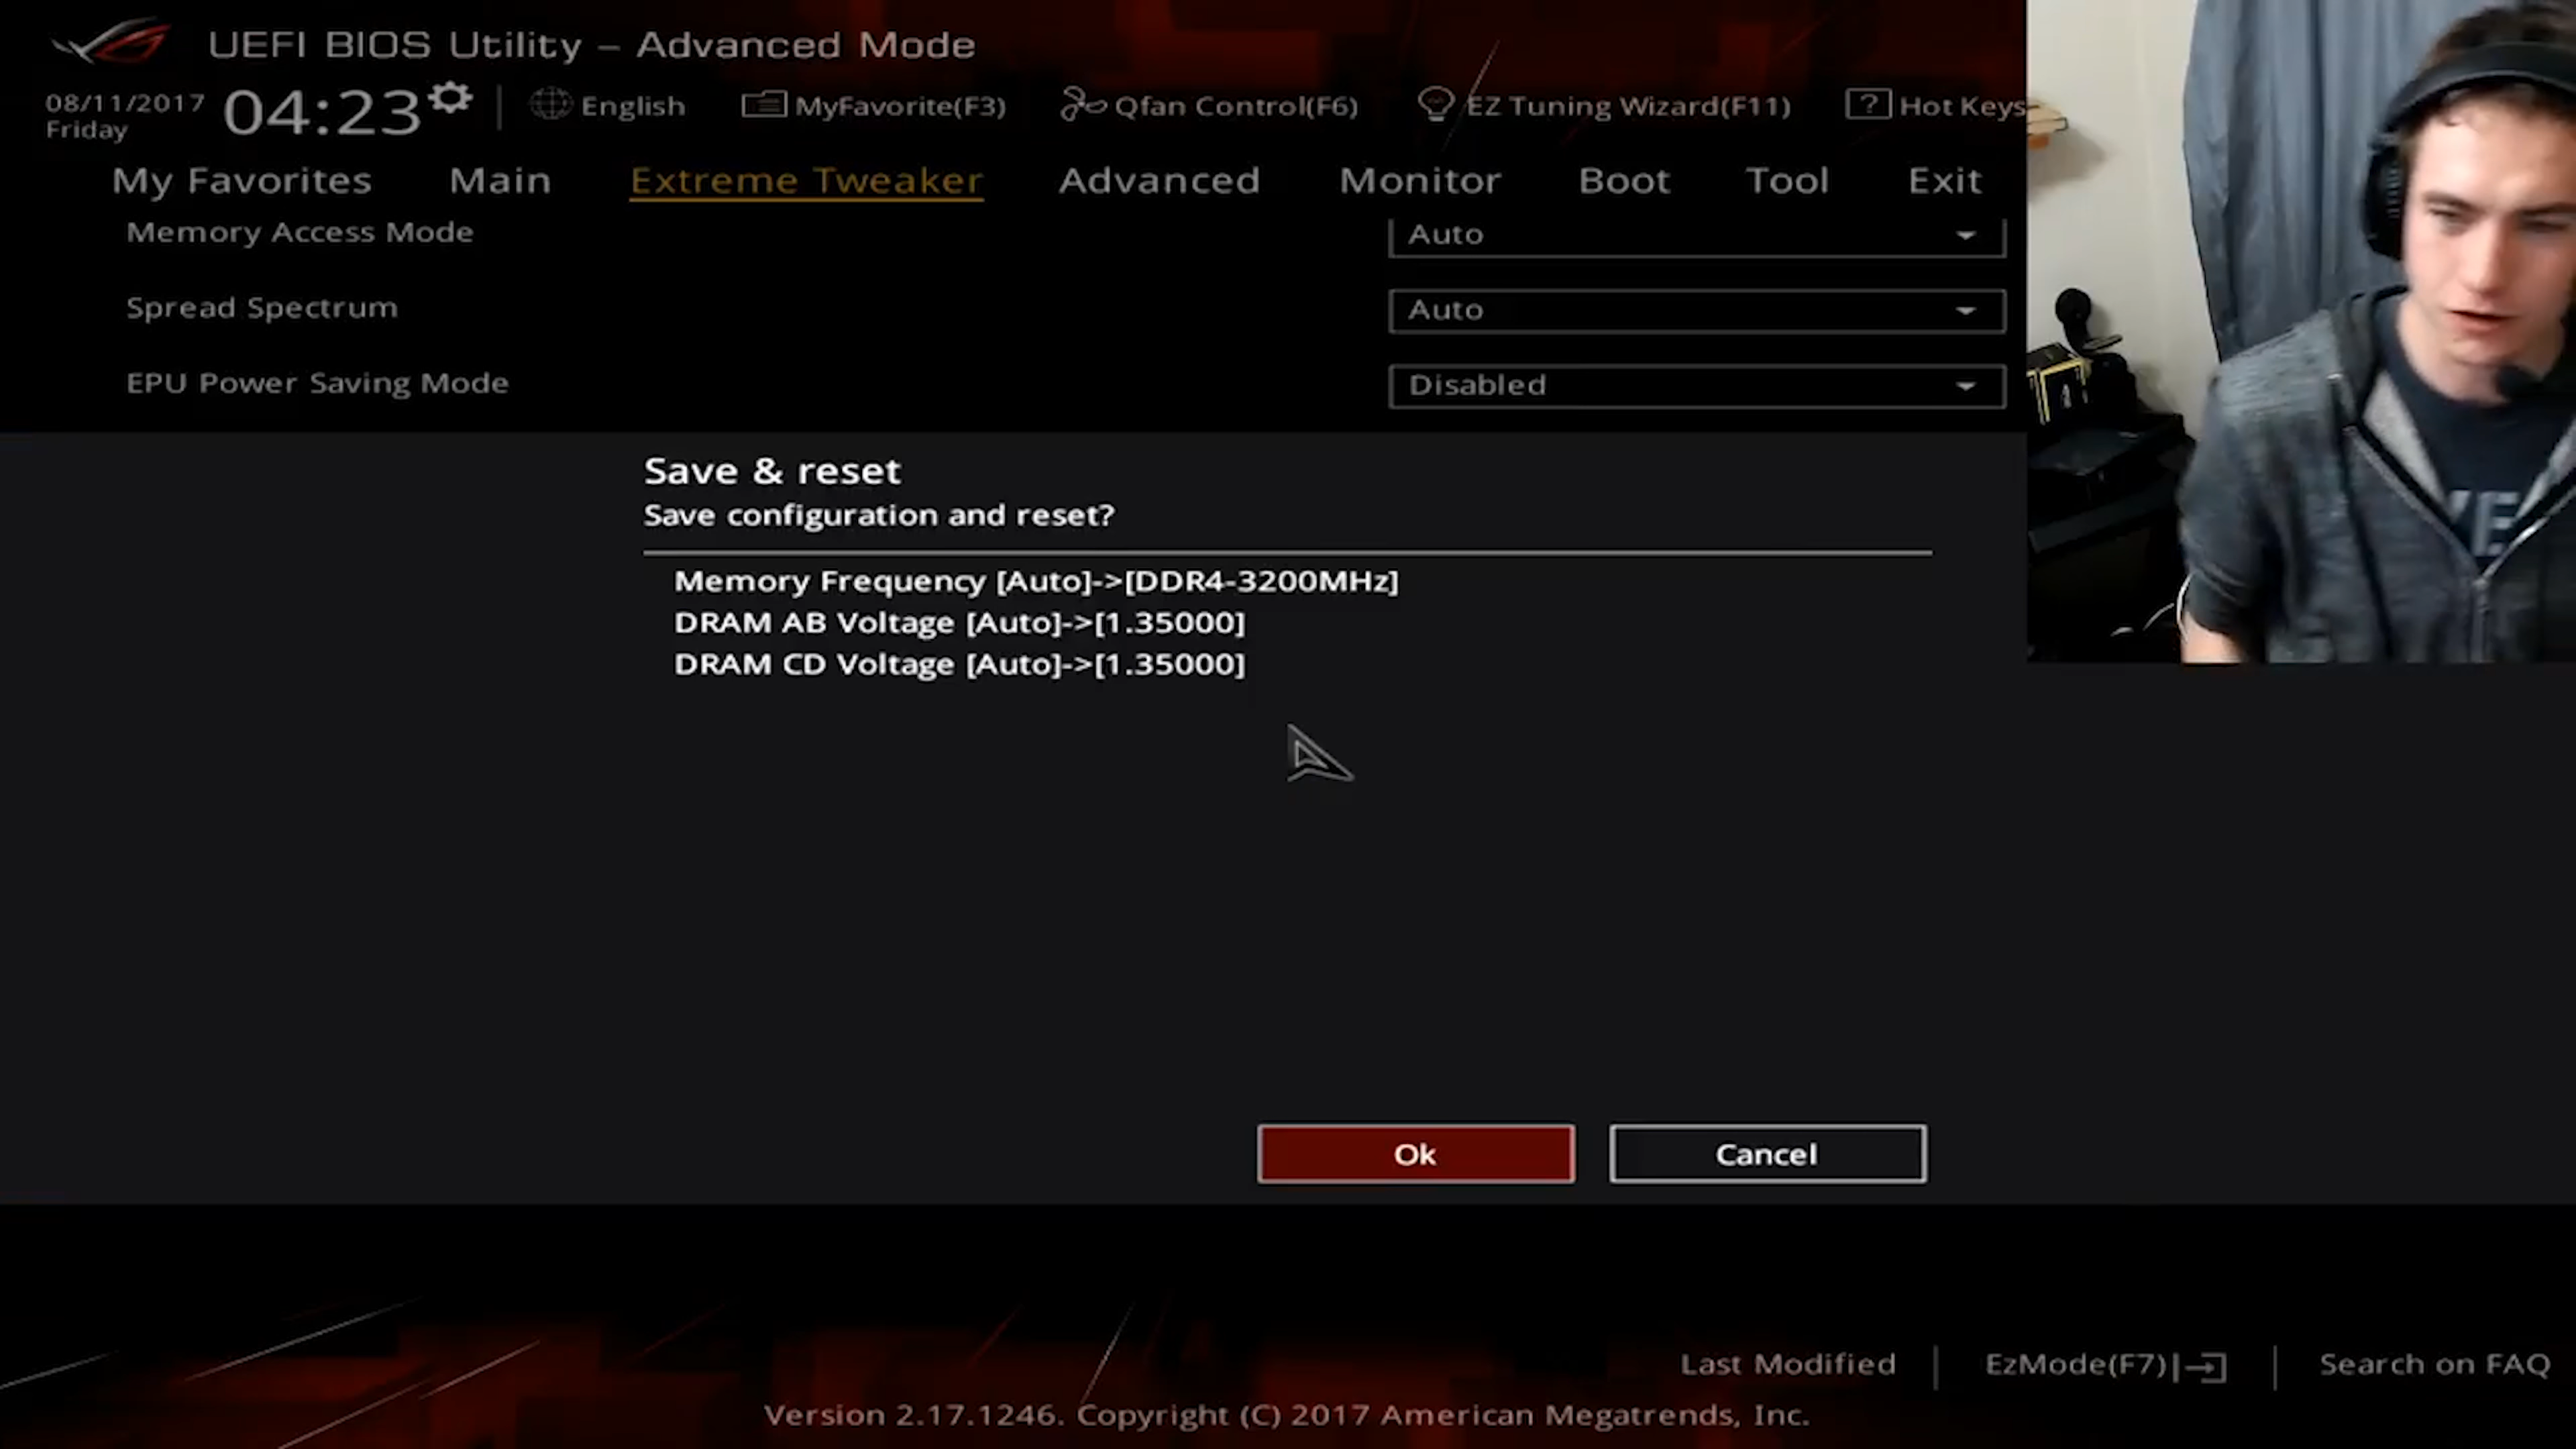 UEFI BIOS Utility – Advanced Mode
08/11/2017
Friday
04:23
English
MyFavorite(F3)
Qfan Control(F6)
EZ Tuning Wizard(F11)
? Hot Keys
My Favorites
Main
Extreme Tweaker
Advanced
Monitor
Boot
Tool
Exit
Memory Access Mode
Auto
Spread Spectrum
Auto
EPU Power Saving Mode
Disabled
Save & reset
Save configuration and reset?
Memory Frequency [Auto]->[DDR4-3200MHz]
DRAM AB Voltage [Auto]->[1.35000]
DRAM CD Voltage [Auto]->[1.35000]
Ok
Cancel
Last Modified
EzMode(F7)
Search on FAQ
Version 2.17.1246. Copyright (C) 2017 American Megatrends, Inc.